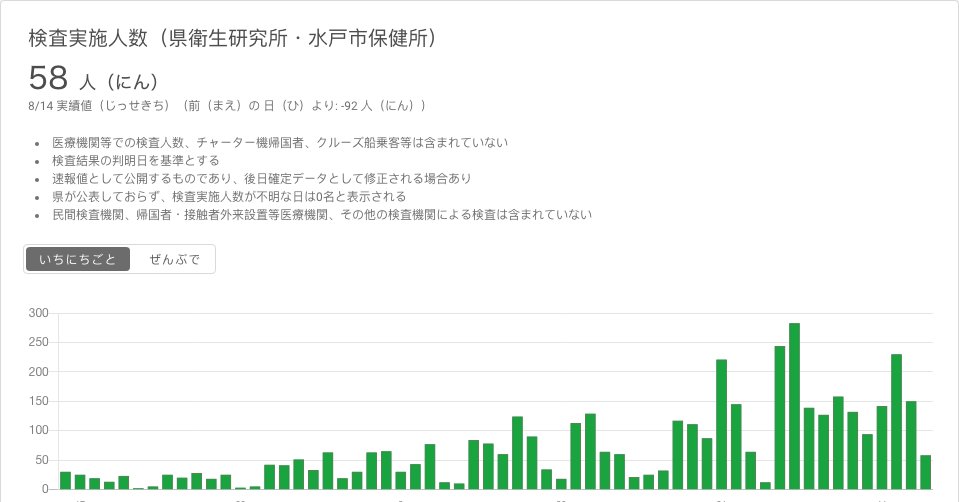 検査実施人数（県衛生研究所・水戸市保健所）
58 人（にん）
8/14 実績値（じっせきち）（前（まえ）の 日（ひ）より: -92 人（にん））
医療機関等での検査人数、チャーター機帰国者、クルーズ船乗客等は含まれていない
検査結果の判明日を基準とする
速報値として公開するものであり、後日確定データとして修正される場合あり
県が公表しておらず、検査実施人数が不明な日は0名と表示される
民間検査機関、帰国者・接触者外来設置等医療機関、その他の検査機関による検査は含まれていない
いちにちごと ぜんぶで
300
250
200
150
100
50
0